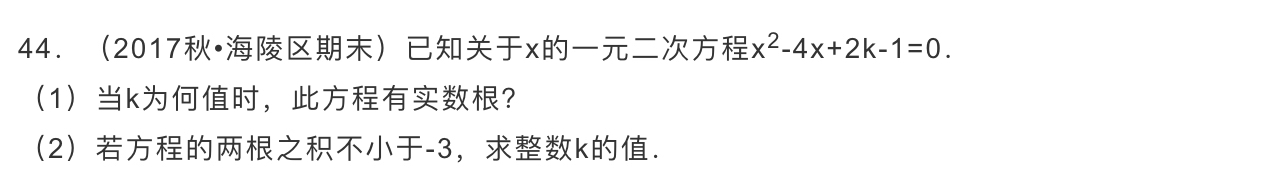 44．（2017秋•海陵区期末）已知关于x的一元二次方程x²-4x+2k-1=0．
（1）当k为何值时，此方程有实数根？
（2）若方程的两根之积不小于-3，求整数k的值．